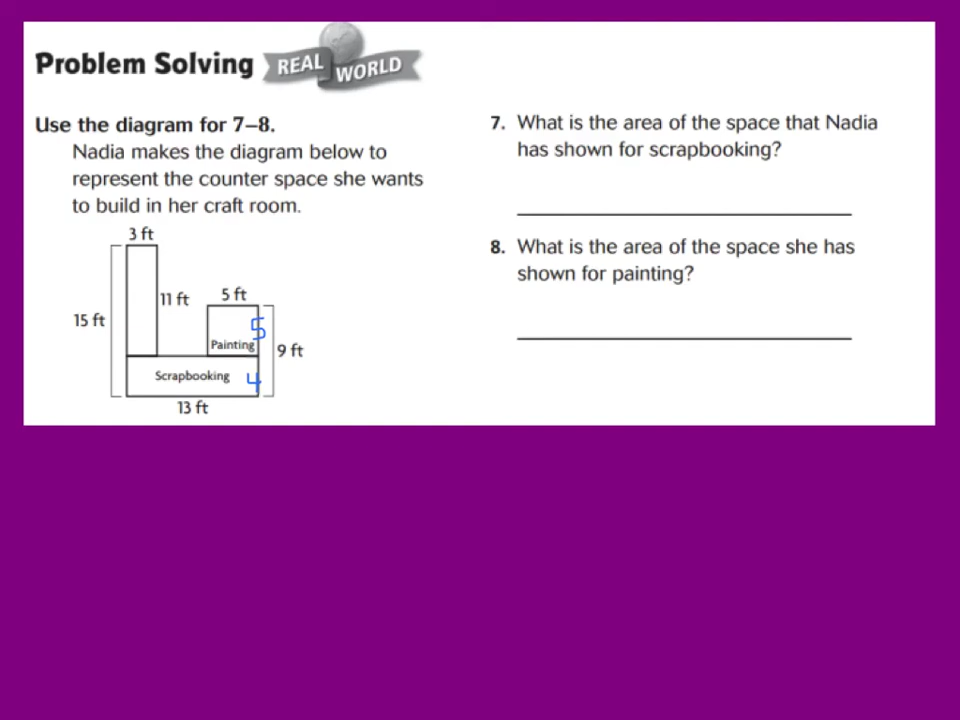 Problem Solving REAL WORLD
Use the diagram for 7–8.
Nadia makes the diagram below to
represent the counter space she wants
to build in her craft room.
3 ft
11 ft
5 ft
15 ft
5
Painting
9 ft
Scrapbooking
4
13 ft
7. What is the area of the space that Nadia
has shown for scrapbooking?
8. What is the area of the space she has
shown for painting?